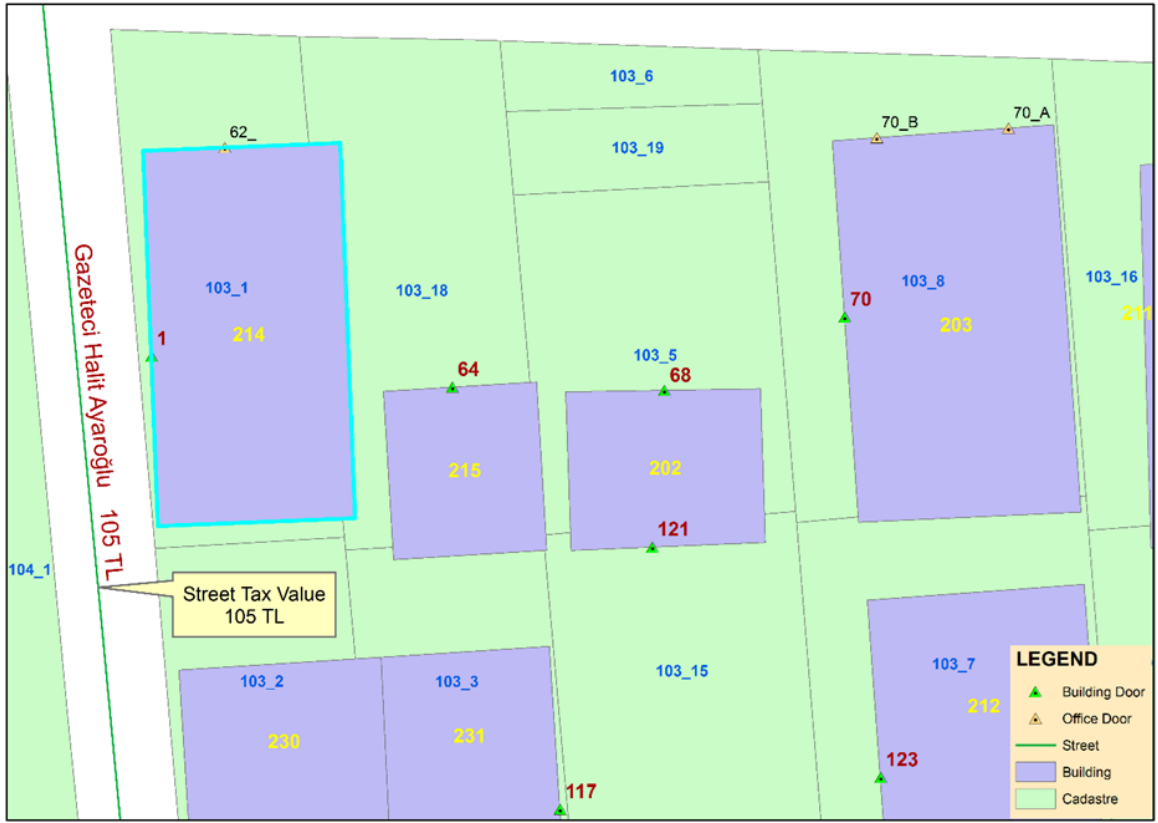 103_6
70_A
70_B
62_
103_19
103_1
103_18
103_8
103_16
214
203
211
70
1
103_5
64
68
215
202
121
Gazeteci Halit Ayaroğlu 105 TL
104_1
Street Tax Value
105 TL
103_2
103_3
103_15
103_7
230
231
212
117
123
LEGEND
Building Door
Office Door
Street
Building
Cadastre